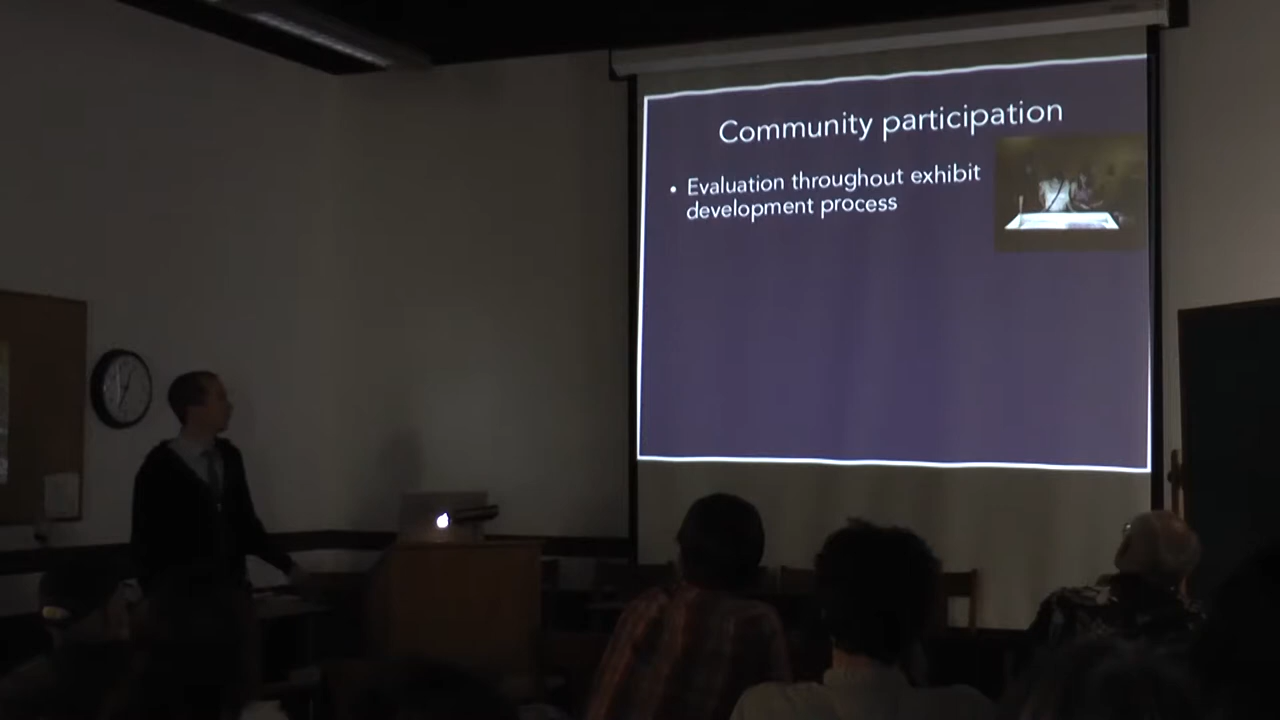 Community participation
• Evaluation throughout exhibit
development process